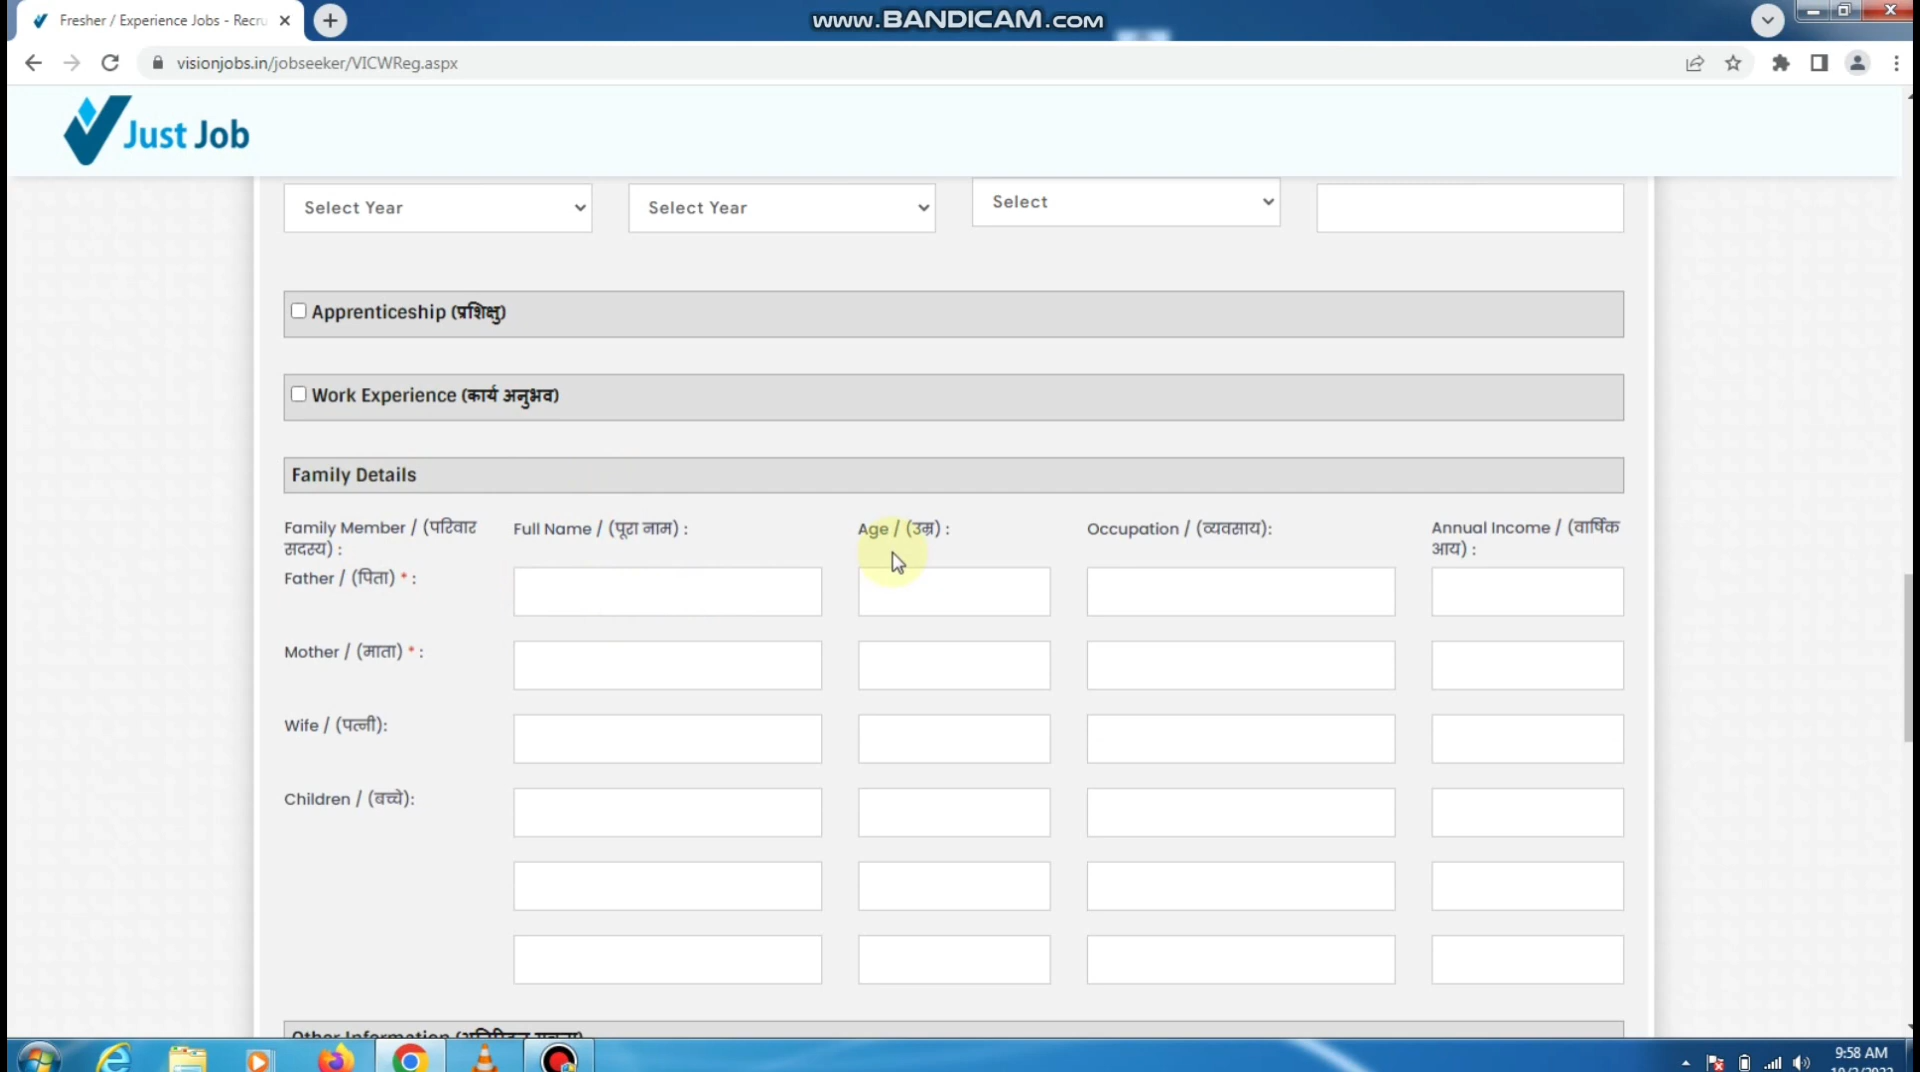 Fresher / Experience Jobs - Recru
www.BANDICAM.com
visionjobs.in/jobseeker/VICWReg.aspx
Just Job
Select Year
Select Year
Select
Apprenticeship (प्रशिक्षु)
Work Experience (कार्य अनुभव)
Family Details
Family Member / (परिवार
सदस्य) :
Full Name / (पूरा नाम) :
Age / (उम्र) :
Occupation / (व्यवसाय):
Annual Income / (वार्षिक
आय) :
Father / (पिता) * :
Mother / (माता) * :
Wife / (पत्नी):
Children / (बच्चे):
Other Information
9:58 AM